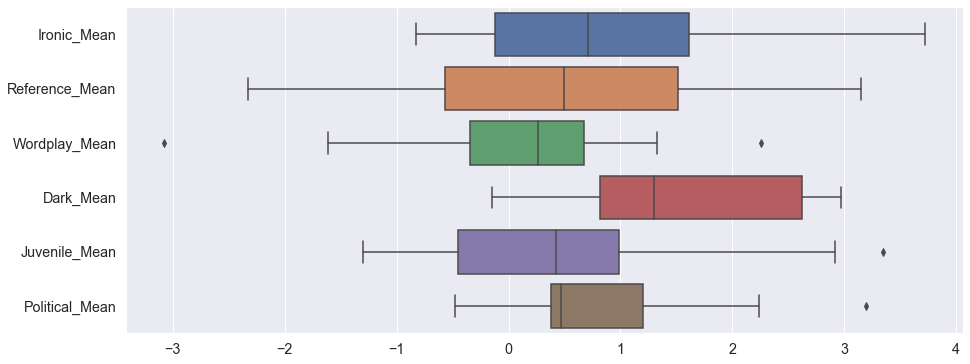 Ironic_Mean
Reference_Mean
Wordplay_Mean
Dark_Mean
Juvenile_Mean
Political_Mean
−3 −2 −1 0 1 2 3 4